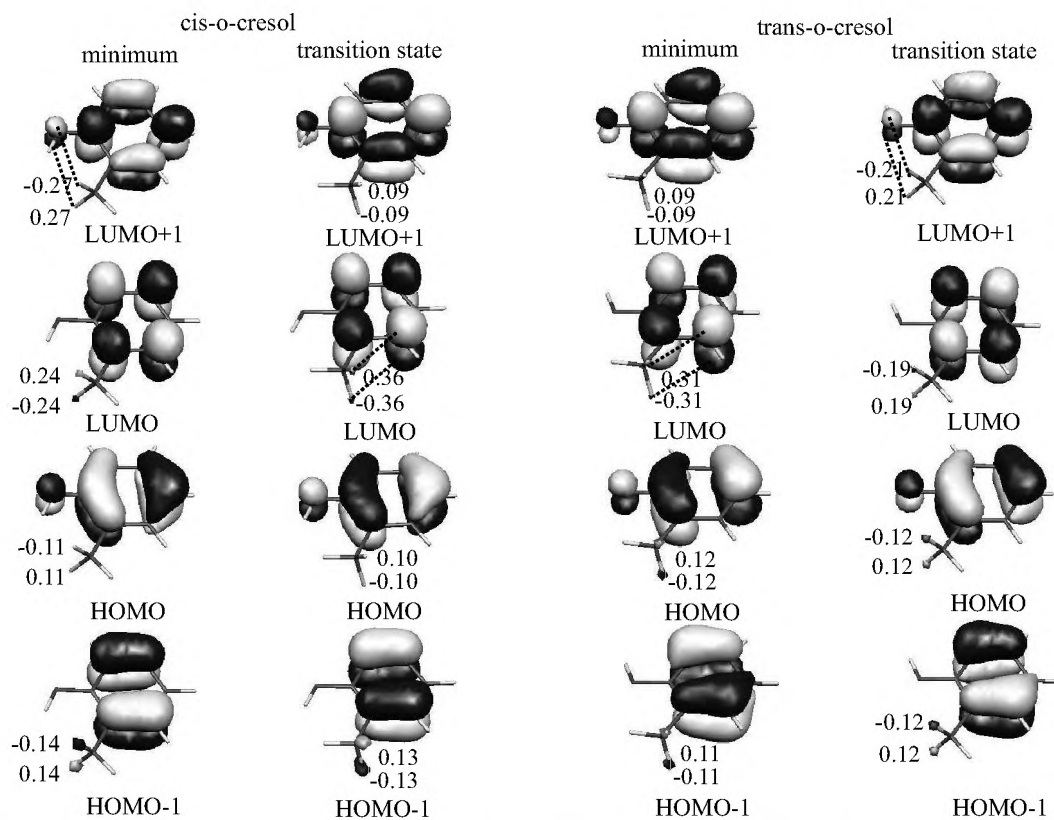 cis-o-cresol
trans-o-cresol
minimum
transition state
minimum
transition state
-0.27
0.27
LUMO+1
0.09
-0.09
LUMO+1
0.09
-0.09
LUMO+1
-0.21
0.21
LUMO+1
0.24
-0.24
LUMO
0.36
-0.36
LUMO
0.31
-0.31
LUMO
-0.19
0.19
LUMO
-0.11
0.11
HOMO
0.10
-0.10
HOMO
0.12
-0.12
HOMO
-0.12
0.12
HOMO
-0.14
0.14
HOMO-1
0.13
-0.13
HOMO-1
0.11
-0.11
HOMO-1
-0.12
0.12
HOMO-1